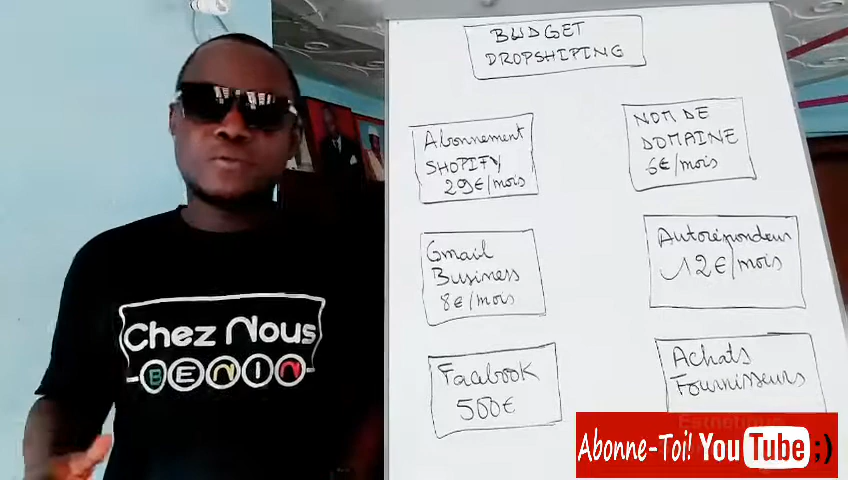 BUDGET
DROPSHIPING
Abonnement
SHOPIFY
29€/mois
NOM DE
DOMAINE
6€/mois
Gmail
Business
8€/mois
Autorépondeur
12€/mois
Facebook
500€
Achats
Fournisseurs
Chez Nous
BENIN
Abonne-Toi! YouTube ;)